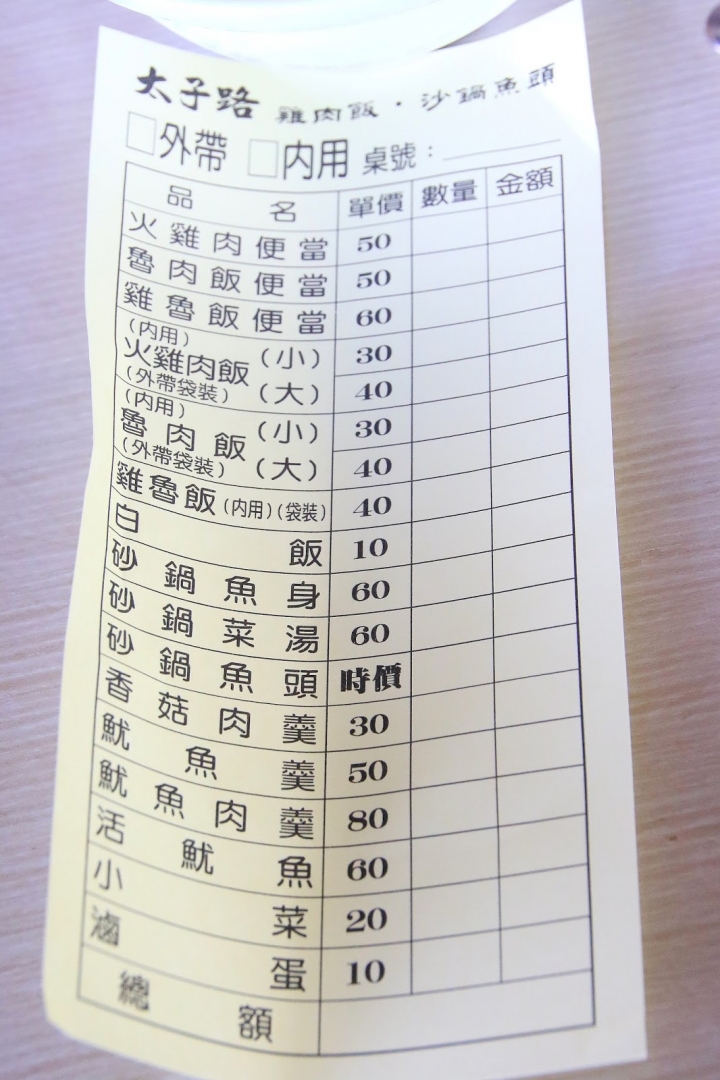 太子路 雞肉飯・沙鍋魚頭
□外帶 □内用 桌號：
品名 單價 數量 金額
火雞肉便當 50
魯肉飯便當 50
雞魯飯便當 60
(内用)
火雞肉飯 (小) 30
(外帶袋裝) (大) 40
(内用)
魯肉飯 (小) 30
(外帶袋裝) (大) 40
雞魯飯(内用)(袋裝) 40
白飯 10
砂鍋魚身 60
砂鍋菜湯 60
砂鍋魚頭 時價
香菇肉羹 30
魷魚羹 50
魷魚肉羹 80
活魷魚 60
小菜 20
滷蛋 10
總額